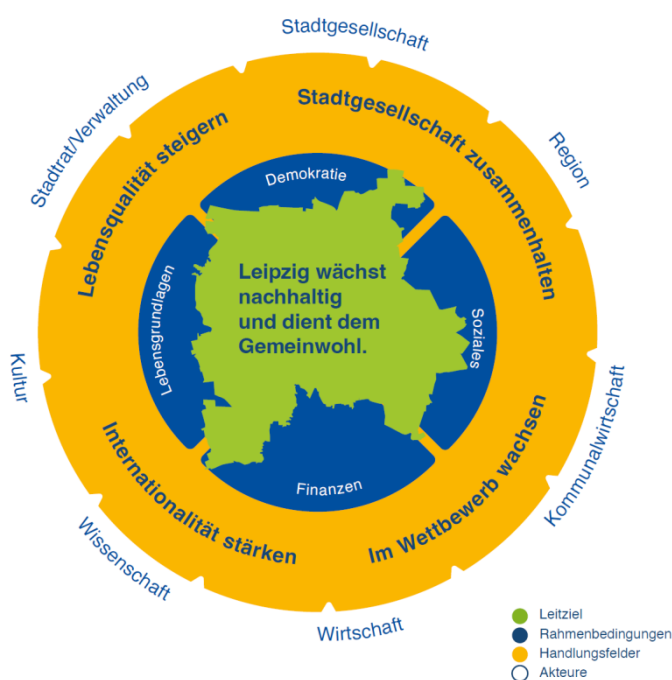 Stadtgesellschaft
Region
Kommunalwirtschaft
Wirtschaft
Wissenschaft
Kultur
Stadtrat/Verwaltung
Lebensqualität steigern
Stadtgesellschaft zusammenhalten
Im Wettbewerb wachsen
Internationalität stärken
Demokratie
Soziales
Finanzen
Lebensgrundlagen
Leipzig wächst
nachhaltig
und dient dem
Gemeinwohl.
Leitziel
Rahmenbedingungen
Handlungsfelder
Akteure